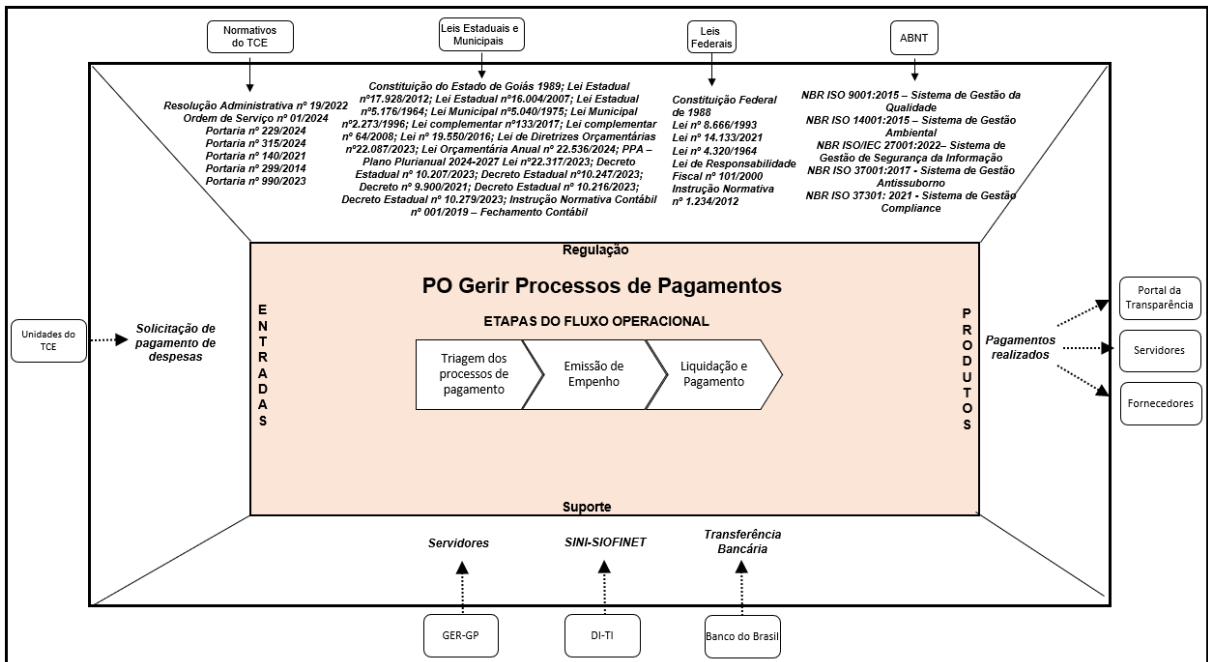 Normativos
do TCE
Leis Estaduais e
Municipais
Leis
Federais
ABNT
Resolução Administrativa nº 19/2022
Ordem de Serviço nº 01/2024
Portaria nº 229/2024
Portaria nº 315/2024
Portaria nº 140/2021
Portaria nº 299/2014
Portaria nº 990/2023
Constituição do Estado de Goiás 1989; Lei Estadual
nº17.928/2012; Lei Estadual nº16.004/2007; Lei Estadual
nº5.176/1964; Lei Municipal nº5.040/1975; Lei Municipal
nº2.273/1996; Lei complementar nº133/2017; Lei complementar
nº 64/2008; Lei nº 19.550/2016; Lei de Diretrizes Orçamentárias
nº22.087/2023; Lei Orçamentária Anual nº 22.536/2024; PPA –
Plano Plurianual 2024-2027 Lei nº22.317/2023; Decreto
Estadual nº 10.207/2023; Decreto Estadual nº10.247/2023;
Decreto nº 9.900/2021; Decreto Estadual nº 10.216/2023;
Decreto Estadual nº 10.279/2023; Instrução Normativa Contábil
nº 001/2019 – Fechamento Contábil
Constituição Federal
de 1988
Lei nº 8.666/1993
Lei nº 14.133/2021
Lei nº 4.320/1964
Lei de Responsabilidade
Fiscal nº 101/2000
Instrução Normativa
nº 1.234/2012
NBR ISO 9001:2015 – Sistema de Gestão da
Qualidade
NBR ISO 14001:2015 – Sistema de Gestão
Ambiental
NBR ISO/IEC 27001:2022– Sistema de
Gestão de Segurança da Informação
NBR ISO 37001:2017 - Sistema de Gestão
Antissuborno
NBR ISO 37301: 2021 - Sistema de Gestão
Compliance
Regulação
PO Gerir Processos de Pagamentos
ETAPAS DO FLUXO OPERACIONAL
Unidades do
TCE
Solicitação de
pagamento de
despesas
ENTRADAS
Triagem dos
processos de
pagamento
Emissão de
Empenho
Liquidação e
Pagamento
PRODUTOS
Pagamentos
realizados
Portal da
Transparência
Servidores
Fornecedores
Suporte
Servidores
SINI-SIOFINET
Transferência
Bancária
GER-GP
DI-TI
Banco do Brasil